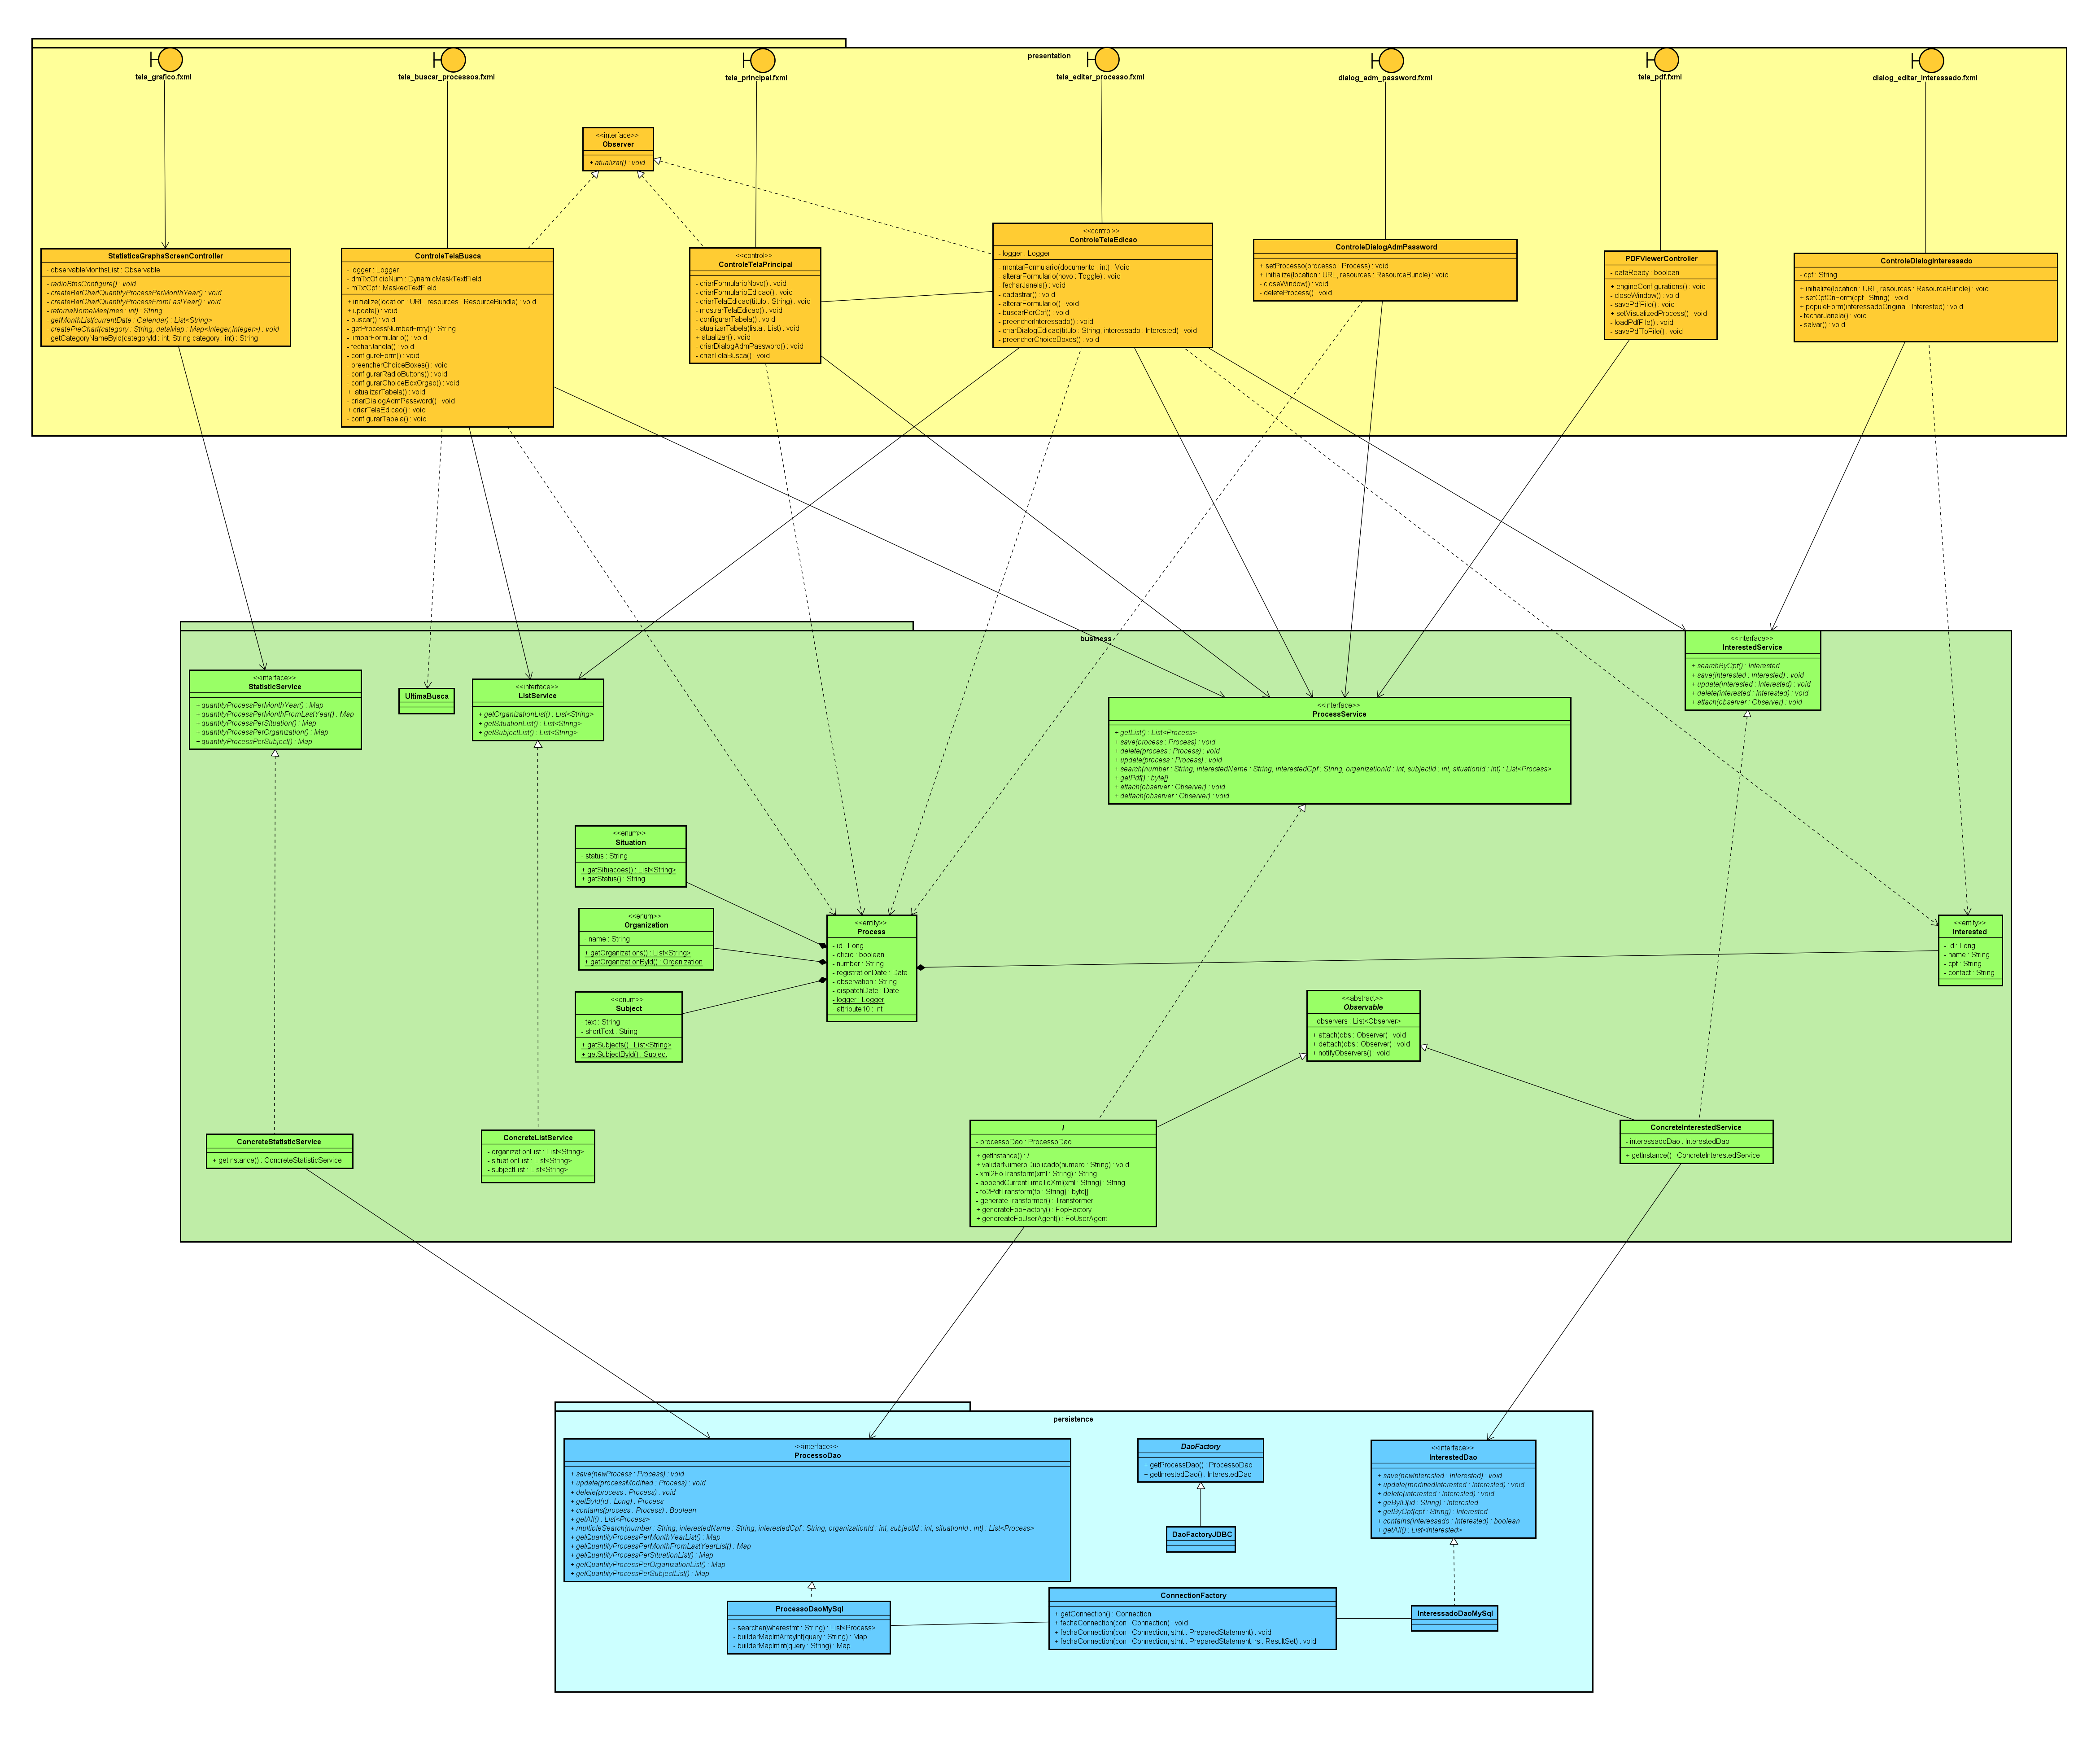 presentation
tela_grafico.fxml
tela_buscar_processos.fxml
tela_principal.fxml
tela_editar_processo.fxml
dialog_adm_password.fxml
tela_pdf.fxml
dialog_editar_interessado.fxml
<<interface>>
Observer
+ atualizar() : void
StatisticsGraphsScreenController
- observableMonthsList : Observable
- radioBtnsConfigure() : void
- createBarChartQuantityProcessPerMonthYear() : void
- createBarChartQuantityProcessFromLastYear() : void
- retornaNomeMes(mes : int) : String
- getMonthList(currentDate : Calendar) : List<String>
- createPieChart(category : String, dataMap : Map<Integer,Integer>) : void
- getCategoryNameById(categoryId : int, String category : int) : String
ControleTelaBusca
- logger : Logger
- dmTxtOficioNum : DynamicMaskTextField
- mTxtCpf : MaskedTextField
+ initialize(location : URL, resources : ResourceBundle) : void
+ update() : void
- buscar() : void
- getProcessNumberEntry() : String
- limparFormulario() : void
- fecharJanela() : void
- configureForm() : void
- preencherChoiceBoxes() : void
- configurarRadioButtons() : void
- configurarChoiceBoxOrgao() : void
+ atualizarTabela() : void
- criarDialogAdmPassword() : void
+ criarTelaEdicao() : void
- configurarTabela() : void
<<control>>
ControleTelaPrincipal
- criarFormularioNovo() : void
- criarFormularioEdicao() : void
- criarTelaEdicao(titulo : String) : void
- mostrarTelaEdicao() : void
- configurarTabela() : void
- atualizarTabela(lista : List) : void
+ atualizar() : void
- criarDialogAdmPassword() : void
- criarTelaBusca() : void
<<control>>
ControleTelaEdicao
- logger : Logger
- montarFormulario(documento : int) : Void
- alterarFormulario(novo : Toggle) : void
- fecharJanela() : void
- cadastrar() : void
- alterarFormulario() : void
- buscarPorCpf() : void
- preencherInteressado() : void
- criarDialogEdicao(titulo : String, interessado : Interested) : void
- preencherChoiceBoxes() : void
ControleDialogAdmPassword
+ setProcesso(processo : Process) : void
+ initialize(location : URL, resources : ResourceBundle) : void
- closeWindow() : void
- deleteProcess() : void
PDFViewerController
- dataReady : boolean
+ engineConfigurations() : void
- closeWindow() : void
- savePdfFile() : void
+ setVisualizedProcess() : void
- loadPdfFile() : void
- savePdfToFile() : void
ControleDialogInteressado
- cpf : String
+ initialize(location : URL, resources : ResourceBundle) : void
+ setCpfOnForm(cpf : String) : void
+ populeForm(interessadoOriginal : Interested) : void
- fecharJanela() : void
- salvar() : void
business
<<interface>>
StatisticService
+ quantityProcessPerMonthYear() : Map
+ quantityProcessPerMonthFromLastYear() : Map
+ quantityProcessPerSituation() : Map
+ quantityProcessPerOrganization() : Map
+ quantityProcessPerSubject() : Map
UltimaBusca
<<interface>>
ListService
+ getOrganizationList() : List<String>
+ getSituationList() : List<String>
+ getSubjectList() : List<String>
<<interface>>
ProcessService
+ getList() : List<Process>
+ save(process : Process) : void
+ delete(process : Process) : void
+ update(process : Process) : void
+ search(number : String, interestedName : String, interestedCpf : String, organizationId : int, subjectId : int, situationId : int) : List<Process>
+ getPdf() : byte[]
+ attach(observer : Observer) : void
+ dettach(observer : Observer) : void
<<interface>>
InterestedService
+ searchByCpf() : Interested
+ save(interested : Interested) : void
+ update(interested : Interested) : void
+ delete(interested : Interested) : void
+ attach(observer : Observer) : void
<<enum>>
Situation
- status : String
+ getSituacoes() : List<String>
+ getStatus() : String
<<enum>>
Organization
- name : String
+ getOrganizations() : List<String>
+ getOrganizationById() : Organization
<<enum>>
Subject
- text : String
- shortText : String
+ getSubjects() : List<String>
+ getSubjectById() : Subject
<<entity>>
Process
- id : Long
- oficio : boolean
- number : String
- registrationDate : Date
- observation : String
- dispatchDate : Date
- logger : Logger
- attribute10 : int
<<entity>>
Interested
- id : Long
- name : String
- cpf : String
- contact : String
<<abstract>>
Observable
- observers : List<Observer>
+ attach(obs : Observer) : void
+ dettach(obs : Observer) : void
+ notifyObservers() : void
ConcreteStatisticService
+ getinstance() : ConcreteStatisticService
ConcreteListService
- organizationList : List<String>
- situationList : List<String>
- subjectList : List<String>
/
- processoDao : ProcessoDao
+ getInstance() : /
+ validarNumeroDuplicado(numero : String) : void
- xml2FoTransform(xml : String) : String
- appendCurrentTimeToXml(xml : String) : String
- fo2PdfTransform(fo : String) : byte[]
- generateTransformer() : Transformer
+ generateFopFactory() : FopFactory
+ genereateFoUserAgent() : FoUserAgent
ConcreteInterestedService
- interessadoDao : InterestedDao
+ getInstance() : ConcreteInterestedService
persistence
<<interface>>
ProcessoDao
+ save(newProcess : Process) : void
+ update(processModified : Process) : void
+ delete(process : Process) : void
+ getById(id : Long) : Process
+ contains(process : Process) : Boolean
+ getAll() : List<Process>
+ multipleSearch(number : String, interestedName : String, interestedCpf : String, organizationId : int, subjectId : int, situationId : int) : List<Process>
+ getQuantityProcessPerMonthYearList() : Map
+ getQuantityProcessPerMonthFromLastYearList() : Map
+ getQuantityProcessPerSituationList() : Map
+ getQuantityProcessPerOrganizationList() : Map
+ getQuantityProcessPerSubjectList() : Map
DaoFactory
+ getProcessDao() : ProcessoDao
+ getInrestedDao() : InterestedDao
DaoFactoryJDBC
<<interface>>
InterestedDao
+ save(newInterested : Interested) : void
+ update(modifiedInterested : Interested) : void
+ delete(interested : Interested) : void
+ geByID(id : String) : Interested
+ getByCpf(cpf : String) : Interested
+ contains(interessado : Interested) : boolean
+ getAll() : List<Interested>
ProcessoDaoMySql
- searcher(wherestmt : String) : List<Process>
- builderMapIntArrayInt(query : String) : Map
- builderMapIntInt(query : String) : Map
ConnectionFactory
+ getConnection() : Connection
+ fechaConnection(con : Connection) : void
+ fechaConnection(con : Connection, stmt : PreparedStatement) : void
+ fechaConnection(con : Connection, stmt : PreparedStatement, rs : ResultSet) : void
InteressadoDaoMySql